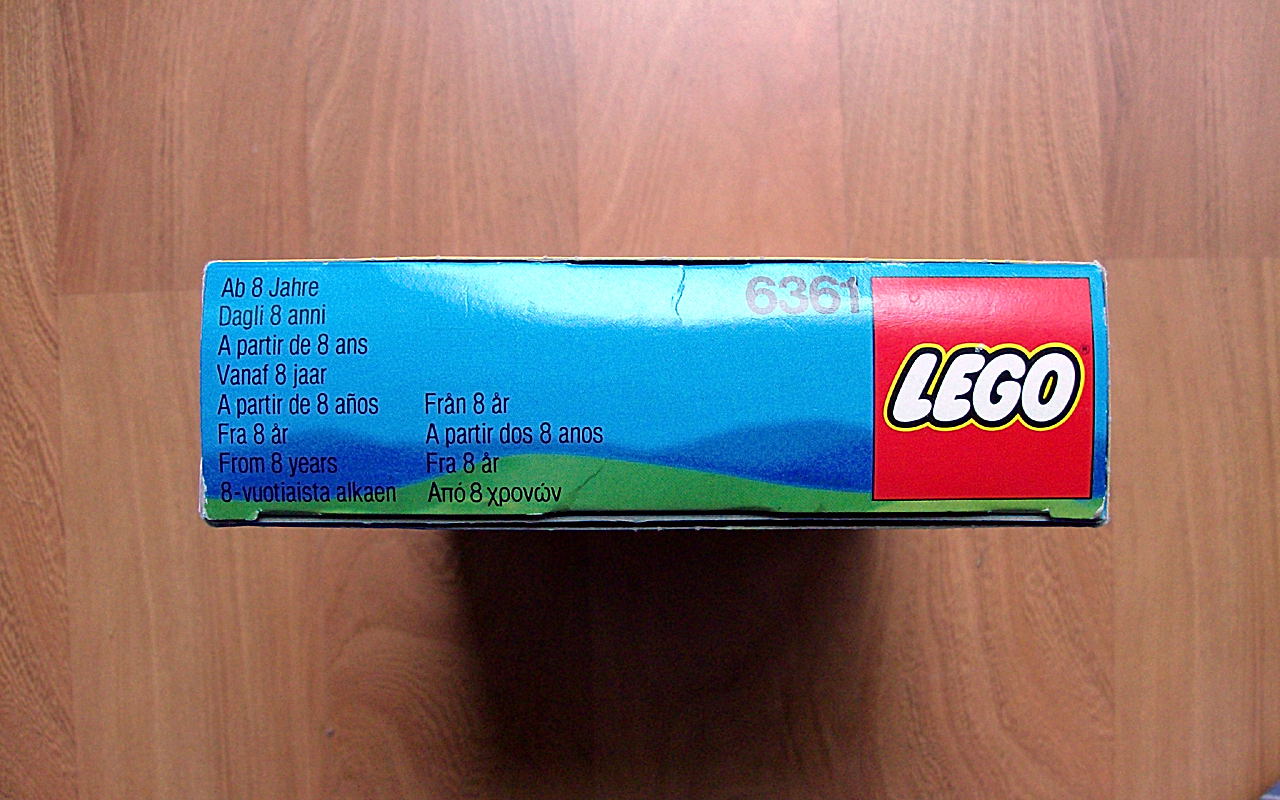 Ab 8 Jahre
Dagli 8 anni
A partir de 8 ans
Vanaf 8 jaar
A partir de 8 años
Fra 8 år
From 8 years
8-vuotiaista alkaen
Från 8 år
A partir dos 8 anos
Fra 8 år
Από 8 χρονών
6361
LEGO®